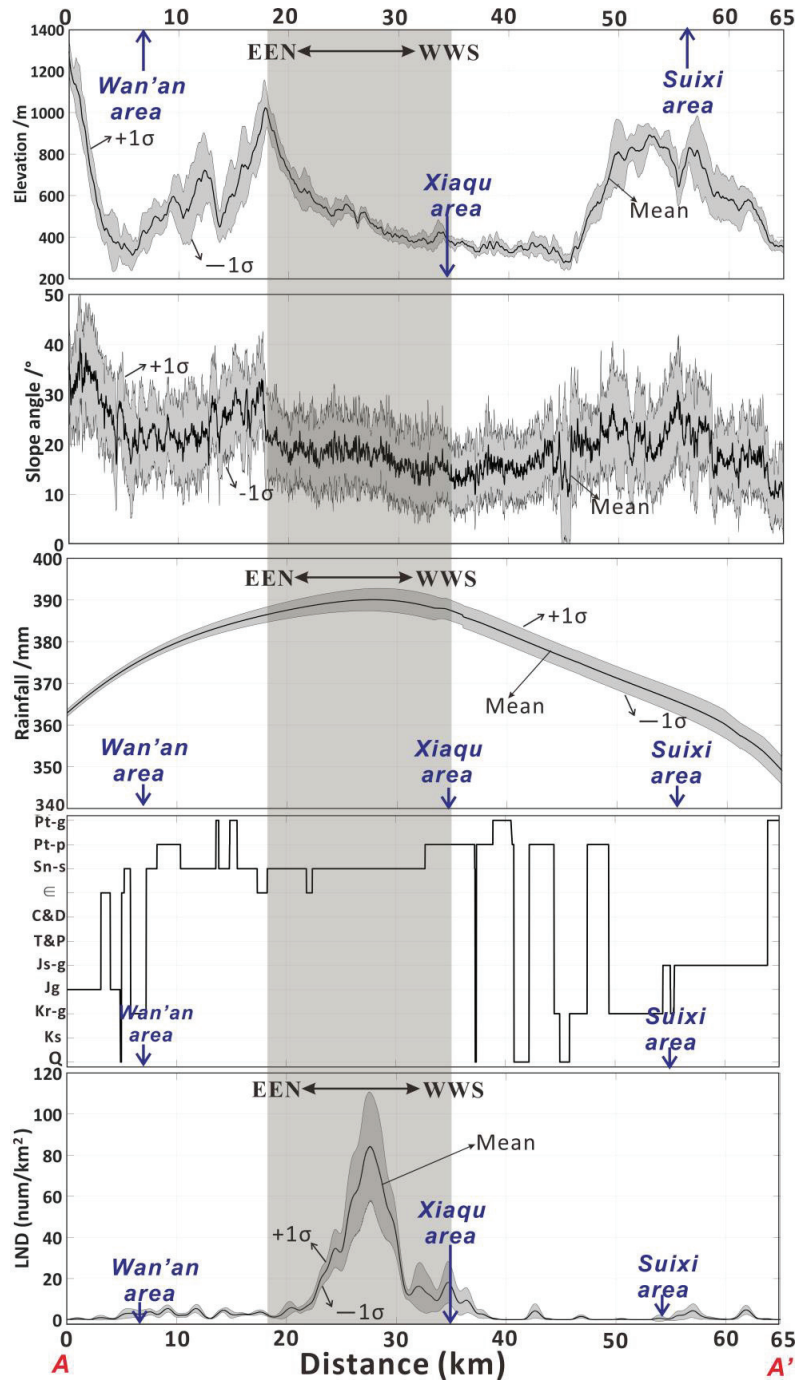 0 10 20 30 40 50 60 65
1400
1200
1000
800
600
400
200
Elevation /m
EEN WWS
Wan'an
area
Suixi
area
Xiaqu
area
+1σ
—1σ
Mean
50
40
30
20
10
0
Slope angle /°
+1σ
-1σ
Mean
400
390
380
370
360
350
340
Rainfall /mm
EEN WWS
+1σ
Mean
—1σ
Wan'an
area
Xiaqu
area
Suixi
area
Pt-g
Pt-p
Sn-s
∈
C&D
T&P
Js-g
Jg
Kr-g
Ks
Q
Wan'an
area
Suixi
area
120
100
80
60
40
20
0
LND (num/km²)
EEN WWS
Mean
+1σ
—1σ
Wan'an
area
Xiaqu
area
Suixi
area
0 10 20 30 40 50 60 65
A Distance (km) A'